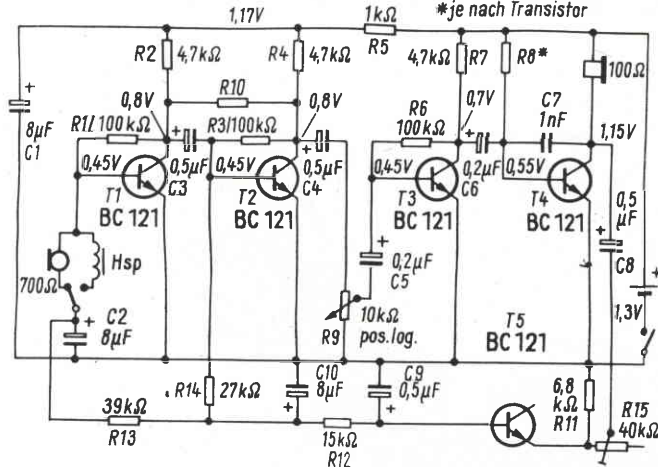 *je nach Transistor
1,17V
1kΩ
R5
R2
4,7kΩ
R4
4,7kΩ
4,7kΩ
R7
R8*
100Ω
R10
0,8V
0,8V
0,7V
C7
1nF
8µF
C1
R1/100kΩ
R3/100kΩ
R6
100kΩ
1,15V
0,45V
0,5µF
C3
0,45V
0,5µF
C4
0,45V
0,2µF
C6
0,55V
T1
BC 121
T2
BC 121
T3
BC 121
T4
BC 121
0,5
µF
C8
700Ω
Hsp
0,2µF
C5
C2
8µF
R9
10kΩ
pos.log.
1,3V
T5
BC 121
R14
27kΩ
C10
8µF
C9
0,5µF
6,8
kΩ
R11
R15
40kΩ
39kΩ
R13
15kΩ
R12